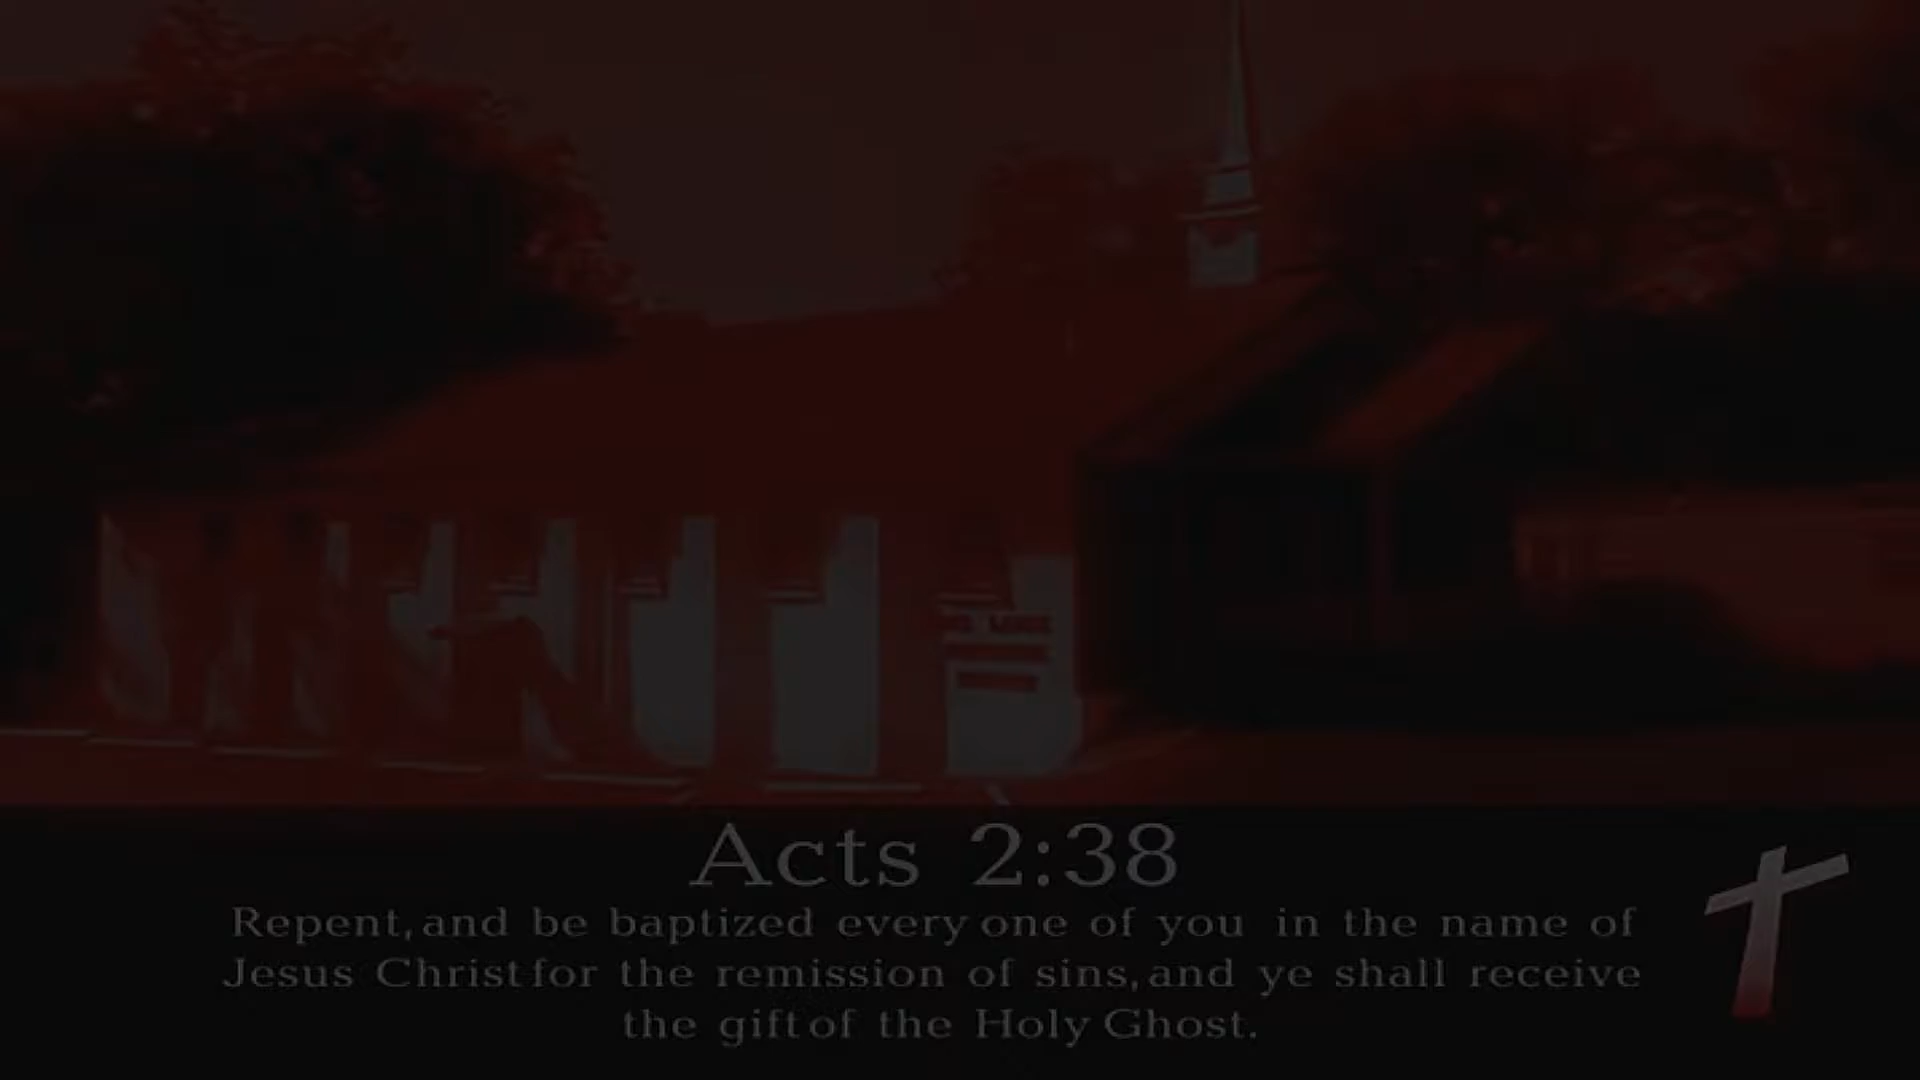 Acts 2:38
Repent, and be baptized every one of you in the name of
Jesus Christ for the remission of sins, and ye shall receive
the gift of the Holy Ghost.